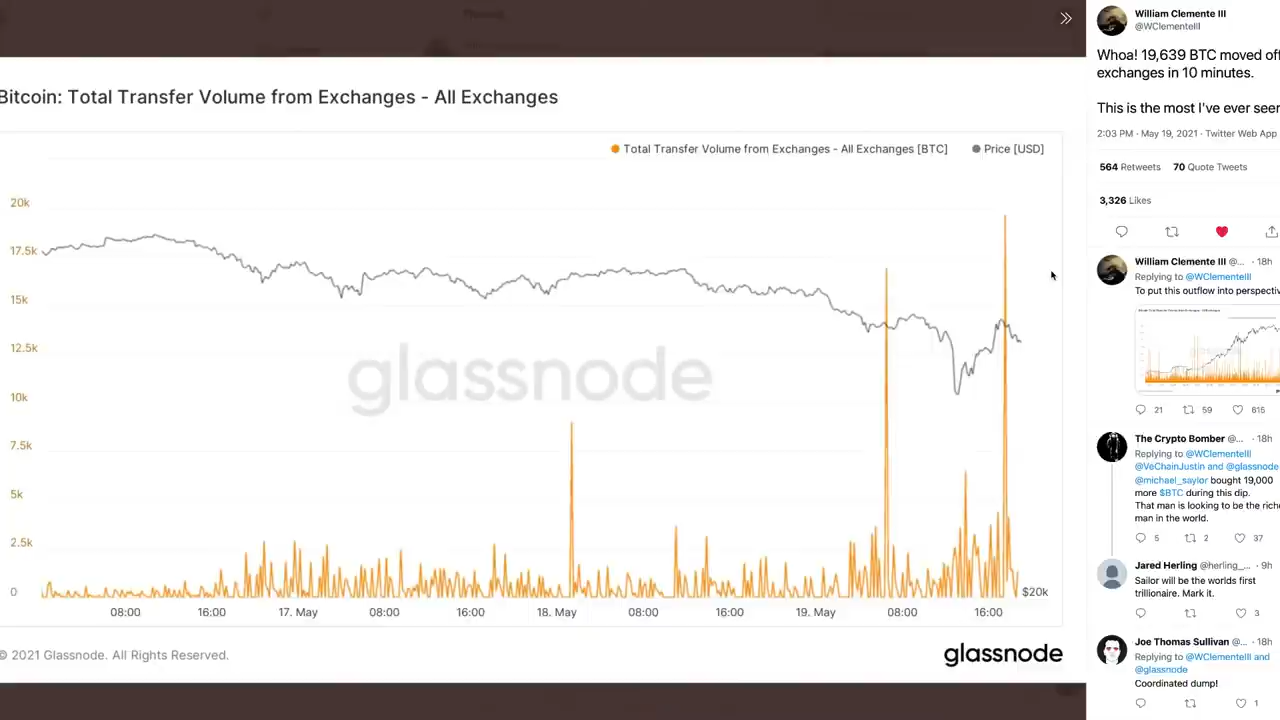 Bitcoin: Total Transfer Volume from Exchanges - All Exchanges
Total Transfer Volume from Exchanges - All Exchanges [BTC] Price [USD]
20k
17.5k
15k
12.5k
10k
7.5k
5k
2.5k
0
$20k
glassnode
08:00 16:00 17. May 08:00 16:00 18. May 08:00 16:00 19. May 08:00 16:00
© 2021 Glassnode. All Rights Reserved.
glassnode
William Clemente III
@WClementeIII
Whoa! 19,639 BTC moved off
exchanges in 10 minutes.
This is the most I've ever seen
2:03 PM · May 19, 2021 · Twitter Web App
564 Retweets 70 Quote Tweets
3,326 Likes
William Clemente III @... · 18h
Replying to @WClementeIII
To put this outflow into perspectiv
21 59 615
The Crypto Bomber @... · 18h
Replying to @WClementeIII
@VeChainJustin and @glassnode
@michael_saylor bought 19,000
more $BTC during this dip.
That man is looking to be the riche
man in the world.
5 2 37
Jared Herling @herling_... · 9h
Sailor will be the worlds first
trillionaire. Mark it.
3
Joe Thomas Sullivan @... · 18h
Replying to @WClementeIII and
@glassnode
Coordinated dump!
1